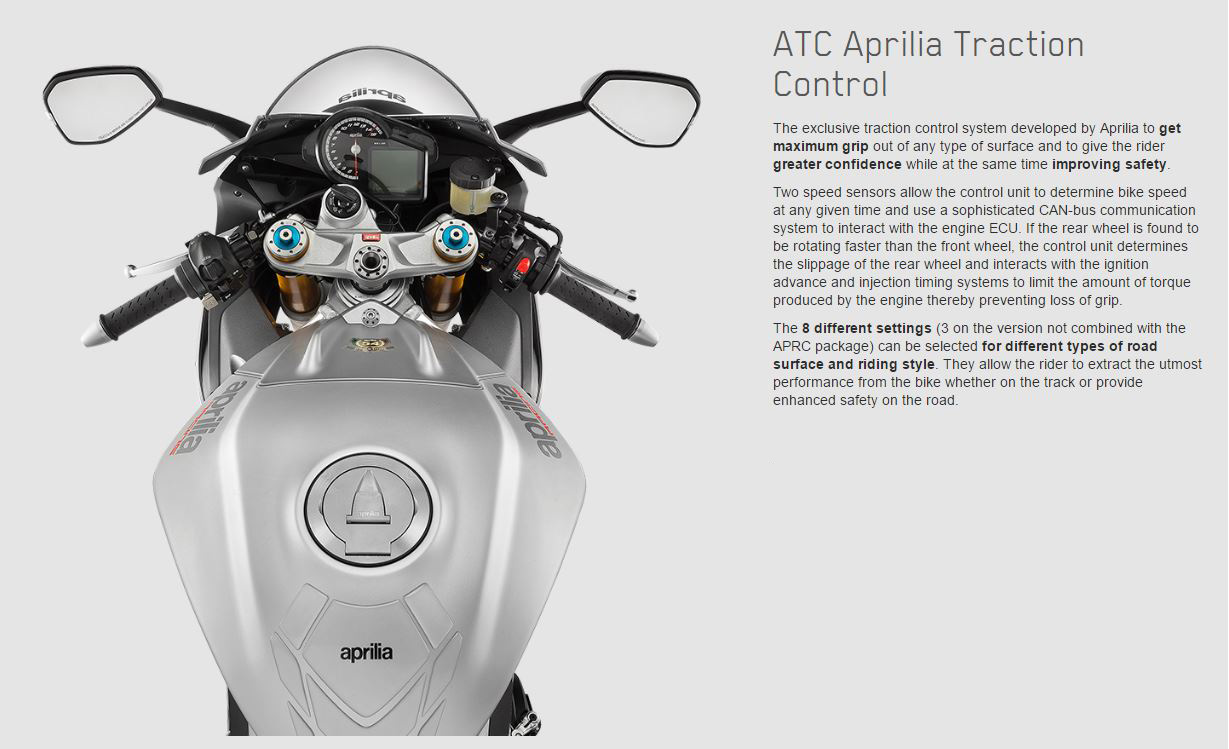 ATC Aprilia Traction
Control
The exclusive traction control system developed by Aprilia to get
maximum grip out of any type of surface and to give the rider
greater confidence while at the same time improving safety.
Two speed sensors allow the control unit to determine bike speed
at any given time and use a sophisticated CAN-bus communication
system to interact with the engine ECU. If the rear wheel is found to
be rotating faster than the front wheel, the control unit determines
the slippage of the rear wheel and interacts with the ignition
advance and injection timing systems to limit the amount of torque
produced by the engine thereby preventing loss of grip.
The 8 different settings (3 on the version not combined with the
APRC package) can be selected for different types of road
surface and riding style. They allow the rider to extract the utmost
performance from the bike whether on the track or provide
enhanced safety on the road.
aprilia
aprilia
54
aprilia
aprilia
aprilia